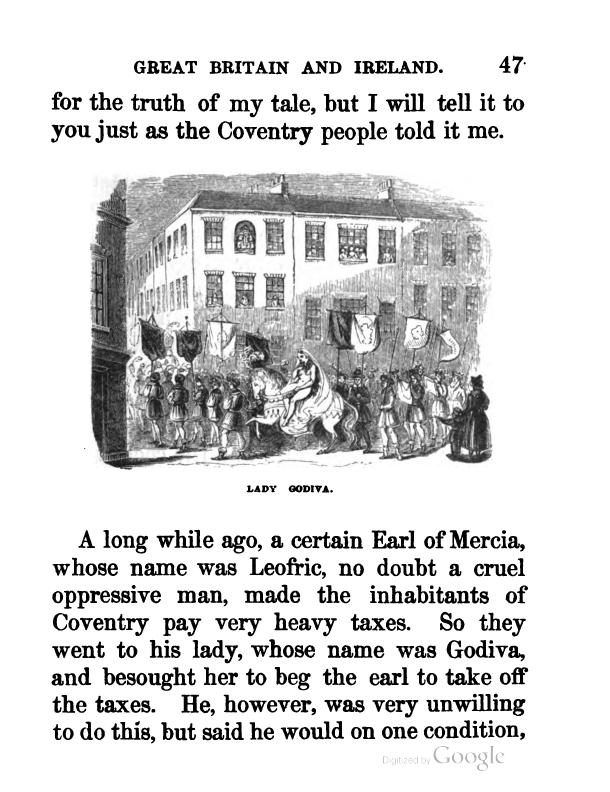 GREAT BRITAIN AND IRELAND. 47
for the truth of my tale, but I will tell it to
you just as the Coventry people told it me.
LADY GODIVA.
A long while ago, a certain Earl of Mercia,
whose name was Leofric, no doubt a cruel
oppressive man, made the inhabitants of
Coventry pay very heavy taxes. So they
went to his lady, whose name was Godiva,
and besought her to beg the earl to take off
the taxes. He, however, was very unwilling
to do this, but said he would on one condition,
Digitized by Google